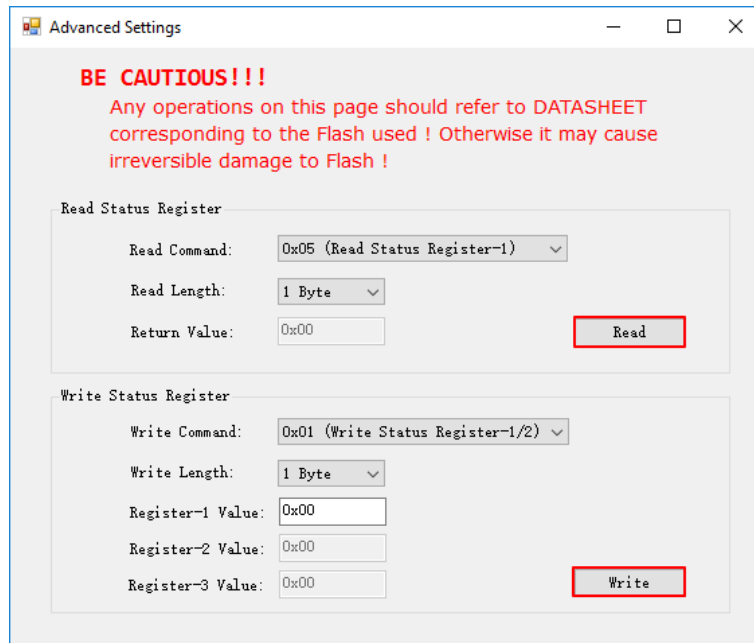 Advanced Settings
BE CAUTIOUS!!!
Any operations on this page should refer to DATASHEET
corresponding to the Flash used ! Otherwise it may cause
irreversible damage to Flash !
Read Status Register
Read Command: 0x05 (Read Status Register-1)
Read Length: 1 Byte
Return Value: 0x00 Read
Write Status Register
Write Command: 0x01 (Write Status Register-1/2)
Write Length: 1 Byte
Register-1 Value: 0x00
Register-2 Value: 0x00
Register-3 Value: 0x00 Write